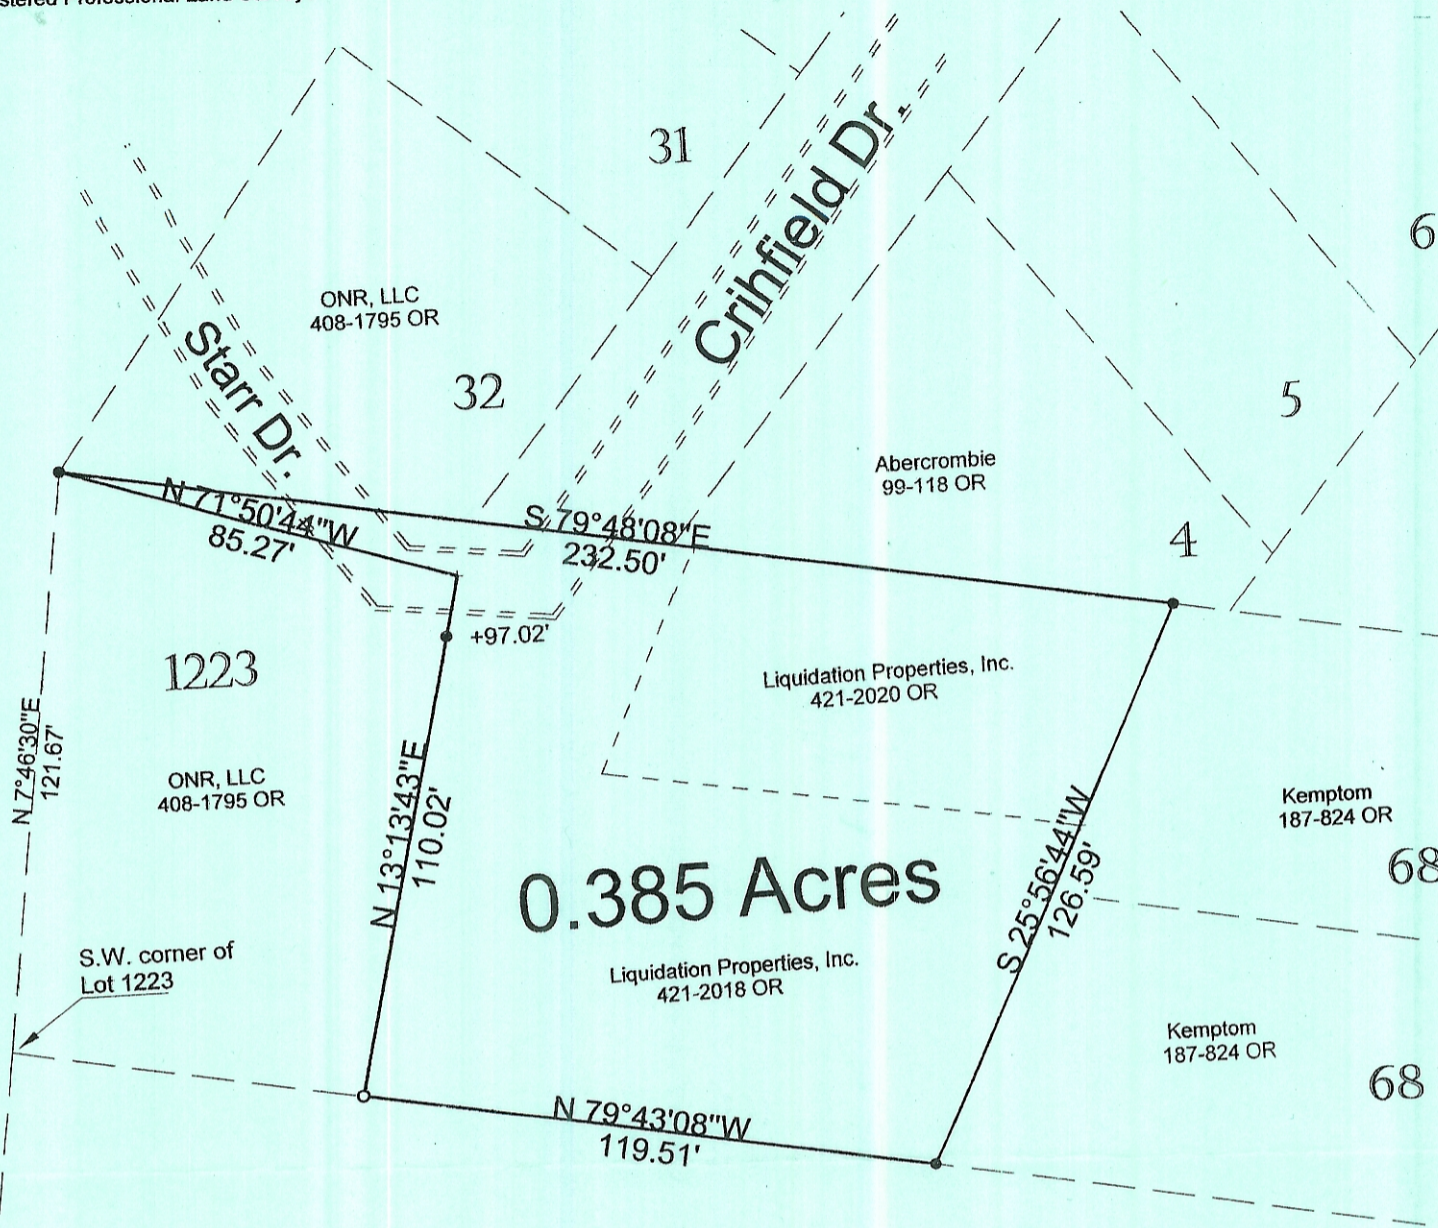 31
Crihfield Dr.
6
ONR, LLC
408-1795 OR
Starr Dr.
32
5
Abercrombie
99-118 OR
N 71°50'44"W
85.27'
S 79°48'08"E
232.50'
4
+97.02'
1223
Liquidation Properties, Inc.
421-2020 OR
N 7°46'30"E
121.67'
ONR, LLC
408-1795 OR
N 13°13'43"E
110.02'
Kemptom
187-824 OR
68
0.385 Acres
S 25°56'44"W
126.59'
S.W. corner of
Lot 1223
Liquidation Properties, Inc.
421-2018 OR
Kemptom
187-824 OR
68
N 79°43'08"W
119.51'